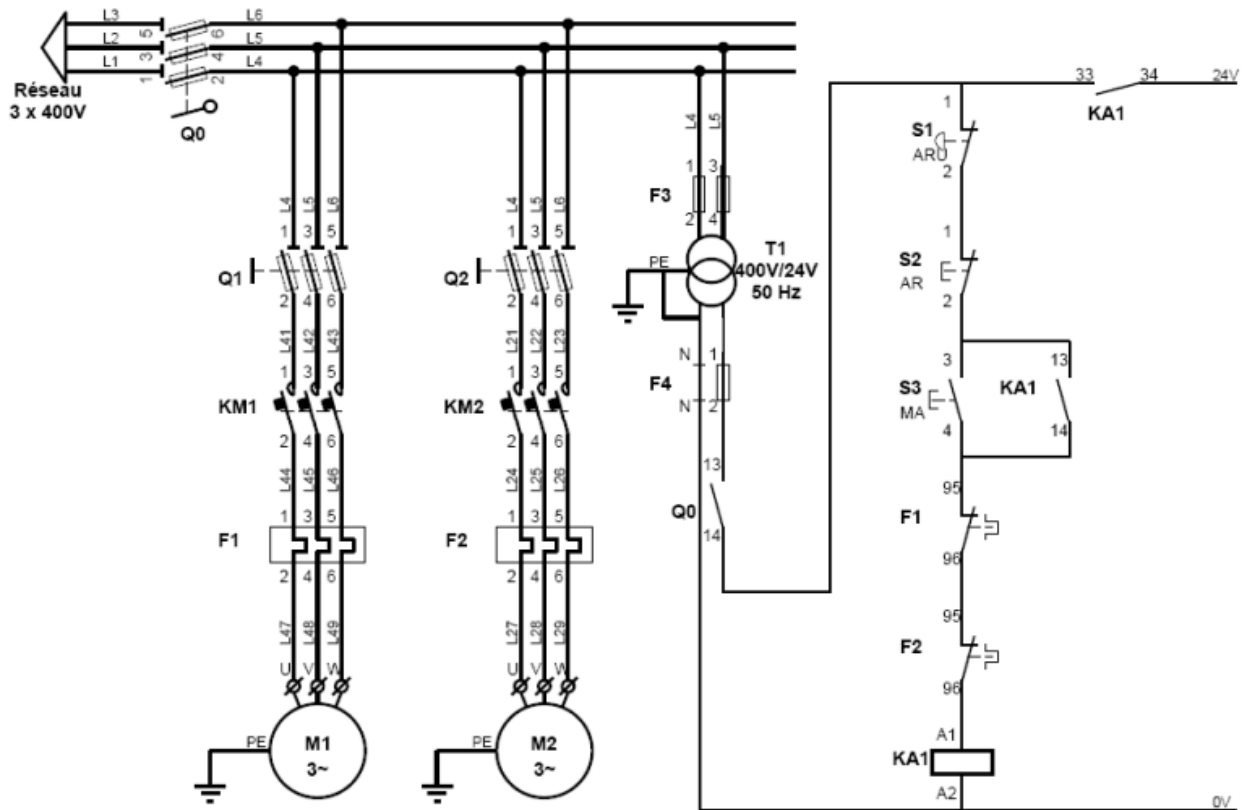 L3 L6
5 6
L2 L5
3 4
L1 L4
1 2
Réseau
3 x 400V
Q0
33 34 24V
KA1
L4 L5 L6
1 3 5
Q1
2 4 6
L41 L42 L43
1 3 5
KM1
2 4 6
L44 L45 L46
1 3 5
F1
2 4 6
L47 L48 L49
U V W
PE
M1
3~
L4 L5 L6
1 3 5
Q2
2 4 6
L21 L22 L23
1 3 5
KM2
2 4 6
L24 L25 L26
1 3 5
F2
2 4 6
L27 L28 L29
U V W
PE
M2
3~
L4 L5
1 3
F3
2 4
PE
T1
400V/24V
50 Hz
N 1
F4
N 2
13
Q0
14
1
S1
ARU
2
1
S2
AR
2
3 13
S3 KA1
MA
4 14
95
F1
96
95
F2
96
A1
KA1
A2
0V